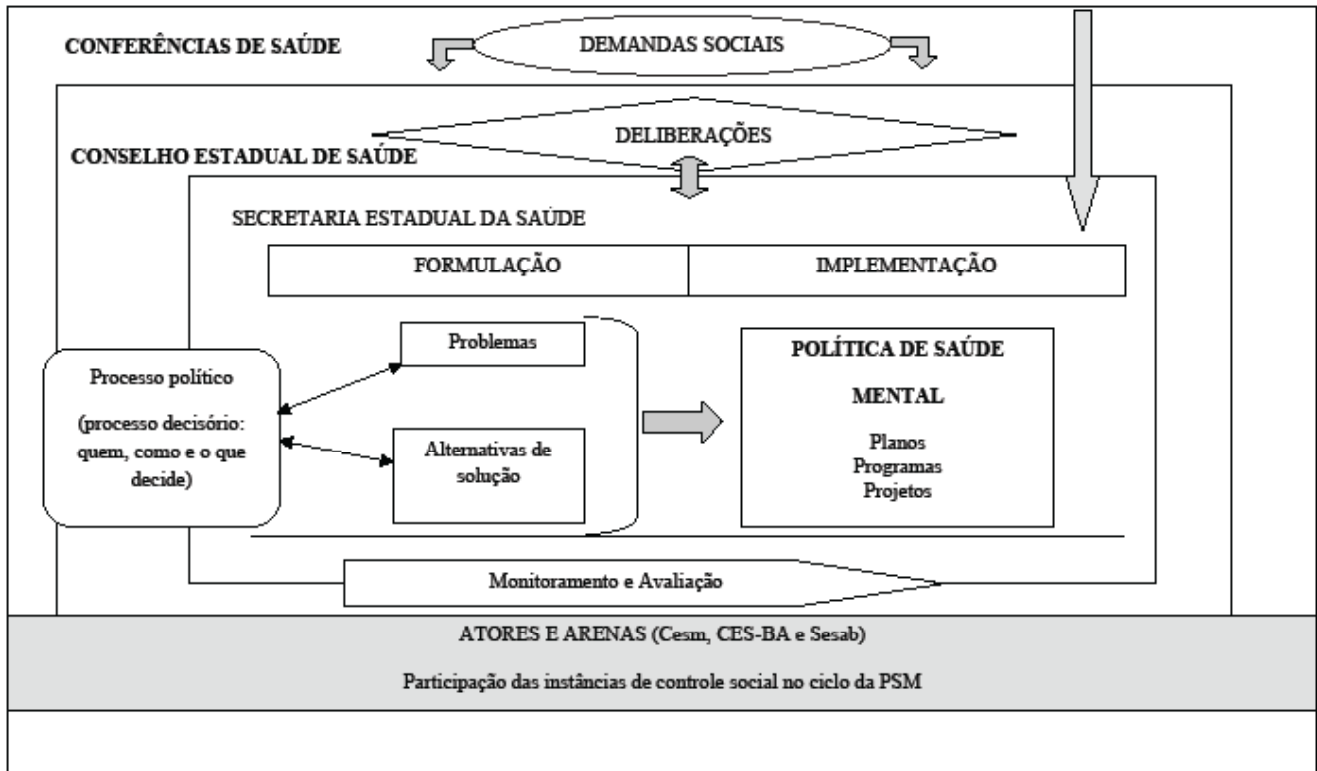 CONFERÊNCIAS DE SAÚDE
DEMANDAS SOCIAIS
DELIBERAÇÕES
CONSELHO ESTADUAL DE SAÚDE
SECRETARIA ESTADUAL DA SAÚDE
FORMULAÇÃO
IMPLEMENTAÇÃO
Processo político
(processo decisório:
quem, como e o que
decide)
Problemas
Alternativas de
solução
POLÍTICA DE SAÚDE
MENTAL
Planos
Programas
Projetos
Monitoramento e Avaliação
ATORES E ARENAS (Cesm, CES-BA e Sesab)
Participação das instâncias de controle social no ciclo da PSM